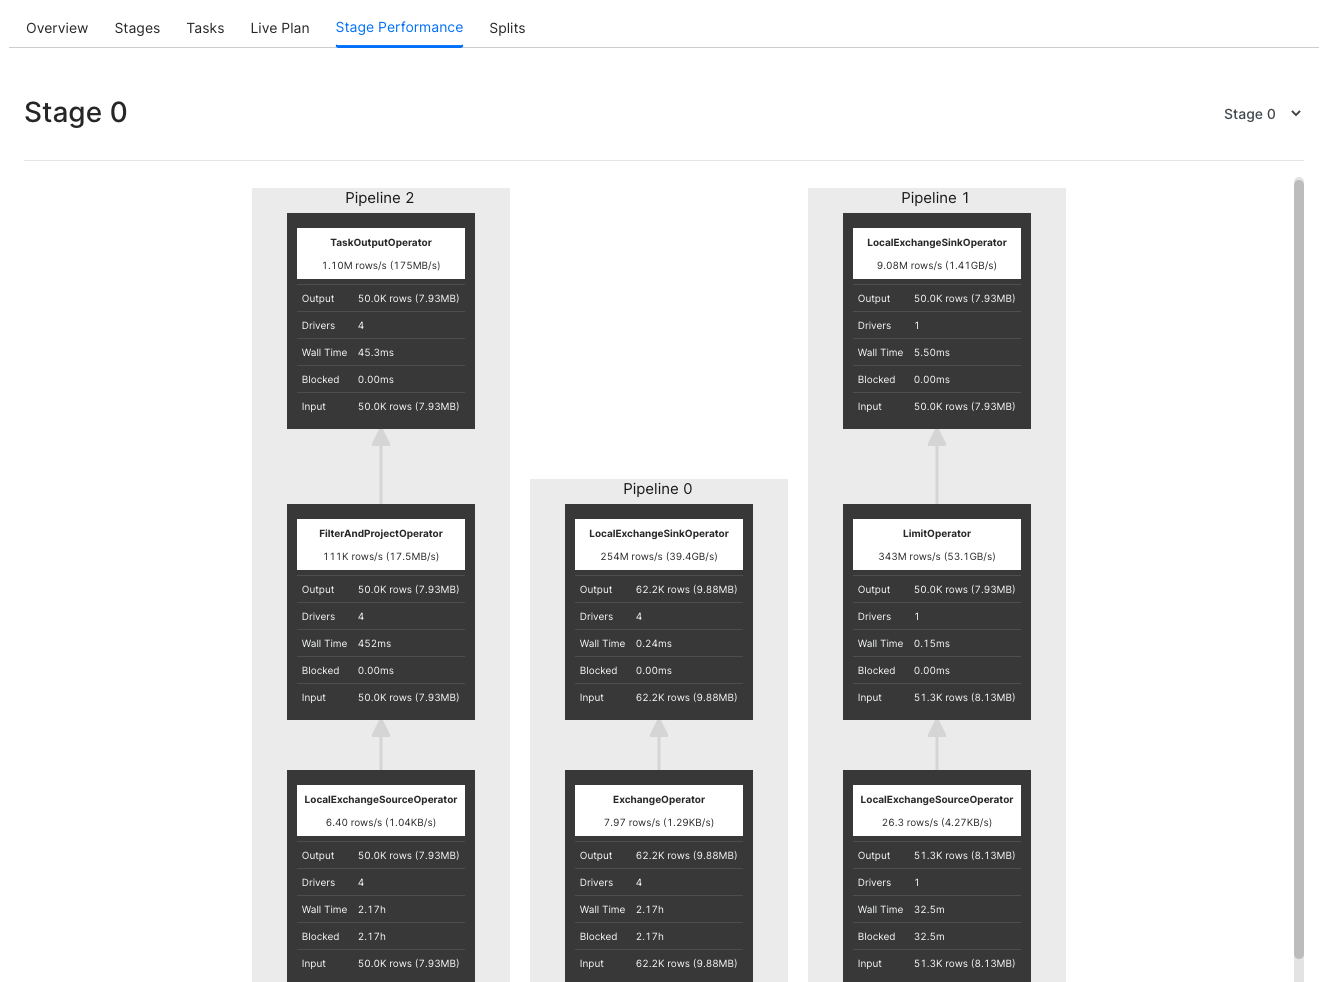 Overview Stages Tasks Live Plan Stage Performance Splits
Stage 0
Stage 0
Pipeline 2
TaskOutputOperator
1.10M rows/s (175MB/s)
Output 50.0K rows (7.93MB)
Drivers 4
Wall Time 45.3ms
Blocked 0.00ms
Input 50.0K rows (7.93MB)
FilterAndProjectOperator
111K rows/s (17.5MB/s)
Output 50.0K rows (7.93MB)
Drivers 4
Wall Time 452ms
Blocked 0.00ms
Input 50.0K rows (7.93MB)
LocalExchangeSourceOperator
6.40 rows/s (1.04KB/s)
Output 50.0K rows (7.93MB)
Drivers 4
Wall Time 2.17h
Blocked 2.17h
Input 50.0K rows (7.93MB)
Pipeline 0
LocalExchangeSinkOperator
254M rows/s (39.4GB/s)
Output 62.2K rows (9.88MB)
Drivers 4
Wall Time 0.24ms
Blocked 0.00ms
Input 62.2K rows (9.88MB)
ExchangeOperator
7.97 rows/s (1.29KB/s)
Output 62.2K rows (9.88MB)
Drivers 4
Wall Time 2.17h
Blocked 2.17h
Input 62.2K rows (9.88MB)
Pipeline 1
LocalExchangeSinkOperator
9.08M rows/s (1.41GB/s)
Output 50.0K rows (7.93MB)
Drivers 1
Wall Time 5.50ms
Blocked 0.00ms
Input 50.0K rows (7.93MB)
LimitOperator
343M rows/s (53.1GB/s)
Output 50.0K rows (7.93MB)
Drivers 1
Wall Time 0.15ms
Blocked 0.00ms
Input 51.3K rows (8.13MB)
LocalExchangeSourceOperator
26.3 rows/s (4.27KB/s)
Output 51.3K rows (8.13MB)
Drivers 1
Wall Time 32.5m
Blocked 32.5m
Input 51.3K rows (8.13MB)